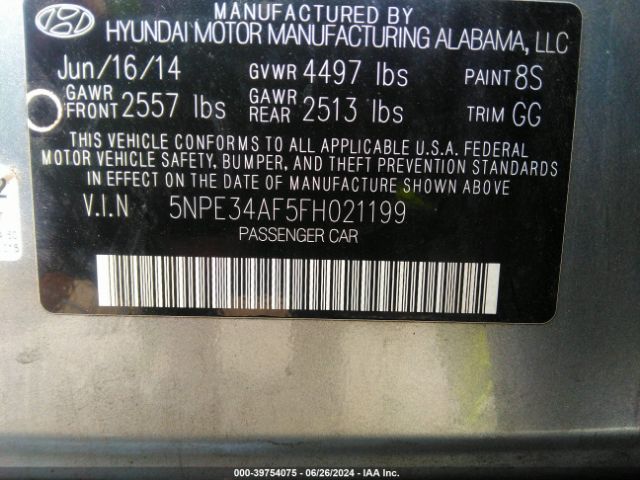 MANUFACTURED BY
HYUNDAI MOTOR MANUFACTURING ALABAMA, LLC
Jun/16/14 GVWR 4497 lbs PAINT 8S
GAWR FRONT 2557 lbs GAWR REAR 2513 lbs TRIM GG
THIS VEHICLE CONFORMS TO ALL APPLICABLE U.S.A. FEDERAL
MOTOR VEHICLE SAFETY, BUMPER, AND THEFT PREVENTION STANDARDS
IN EFFECT ON THE DATE OF MANUFACTURE SHOWN ABOVE
V.I.N 5NPE34AF5FH021199
PASSENGER CAR
000-39754075 | 06/26/2024 | IAA Inc.